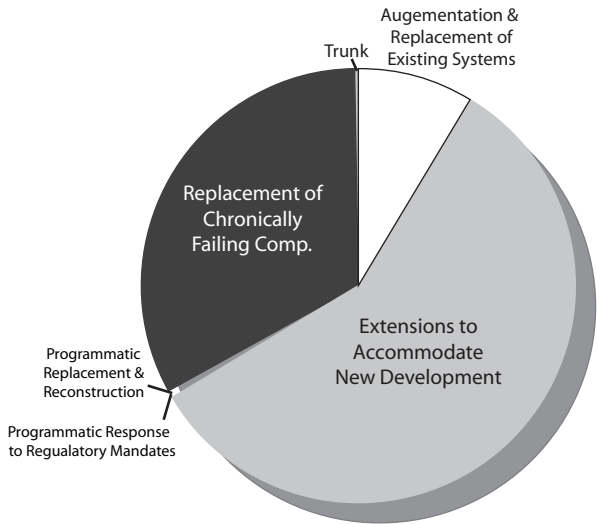 Augementation &
Replacement of
Existing Systems
Trunk
Replacement of
Chronically
Failing Comp.
Extensions to
Accommodate
New Development
Programmatic
Replacement &
Reconstruction
Programmatic Response
to Regualatory Mandates